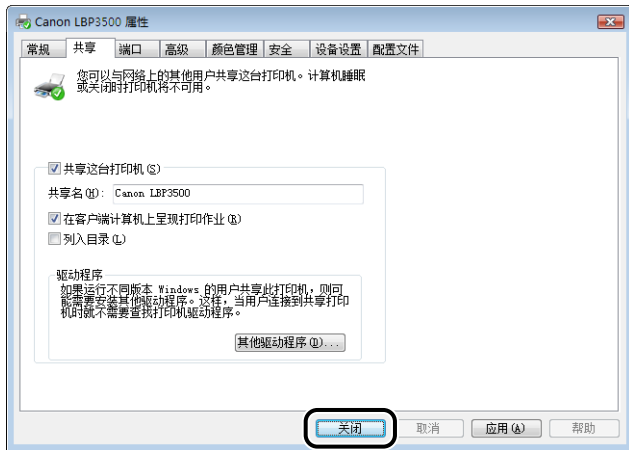 Canon LBP3500 属性
常规 共享 端口 高级 颜色管理 安全 设备设置 配置文件
您可以与网络上的其他用户共享这台打印机。计算机睡眠
或关闭时打印机将不可用。
共享这台打印机(S)
共享名(H): Canon LBP3500
在客户端计算机上呈现打印作业(R)
列入目录(L)
驱动程序
如果运行不同版本 Windows 的用户共享此打印机，则可
能需要安装其他驱动程序。这样，当用户连接到共享打印
机时就不需要查找打印机驱动程序。
其他驱动程序(D)...
关闭 取消 应用(A) 帮助